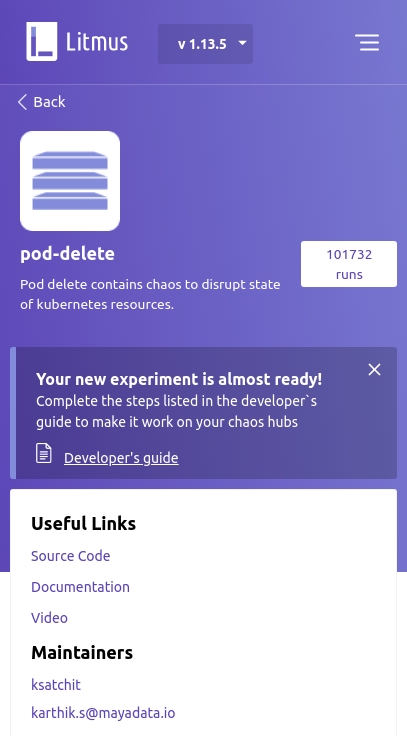 Litmus
v 1.13.5
Back
pod-delete
101732
runs
Pod delete contains chaos to disrupt state
of kubernetes resources.
Your new experiment is almost ready!
Complete the steps listed in the developer`s
guide to make it work on your chaos hubs
Developer's guide
Useful Links
Source Code
Documentation
Video
Maintainers
ksatchit
karthik.s@mayadata.io